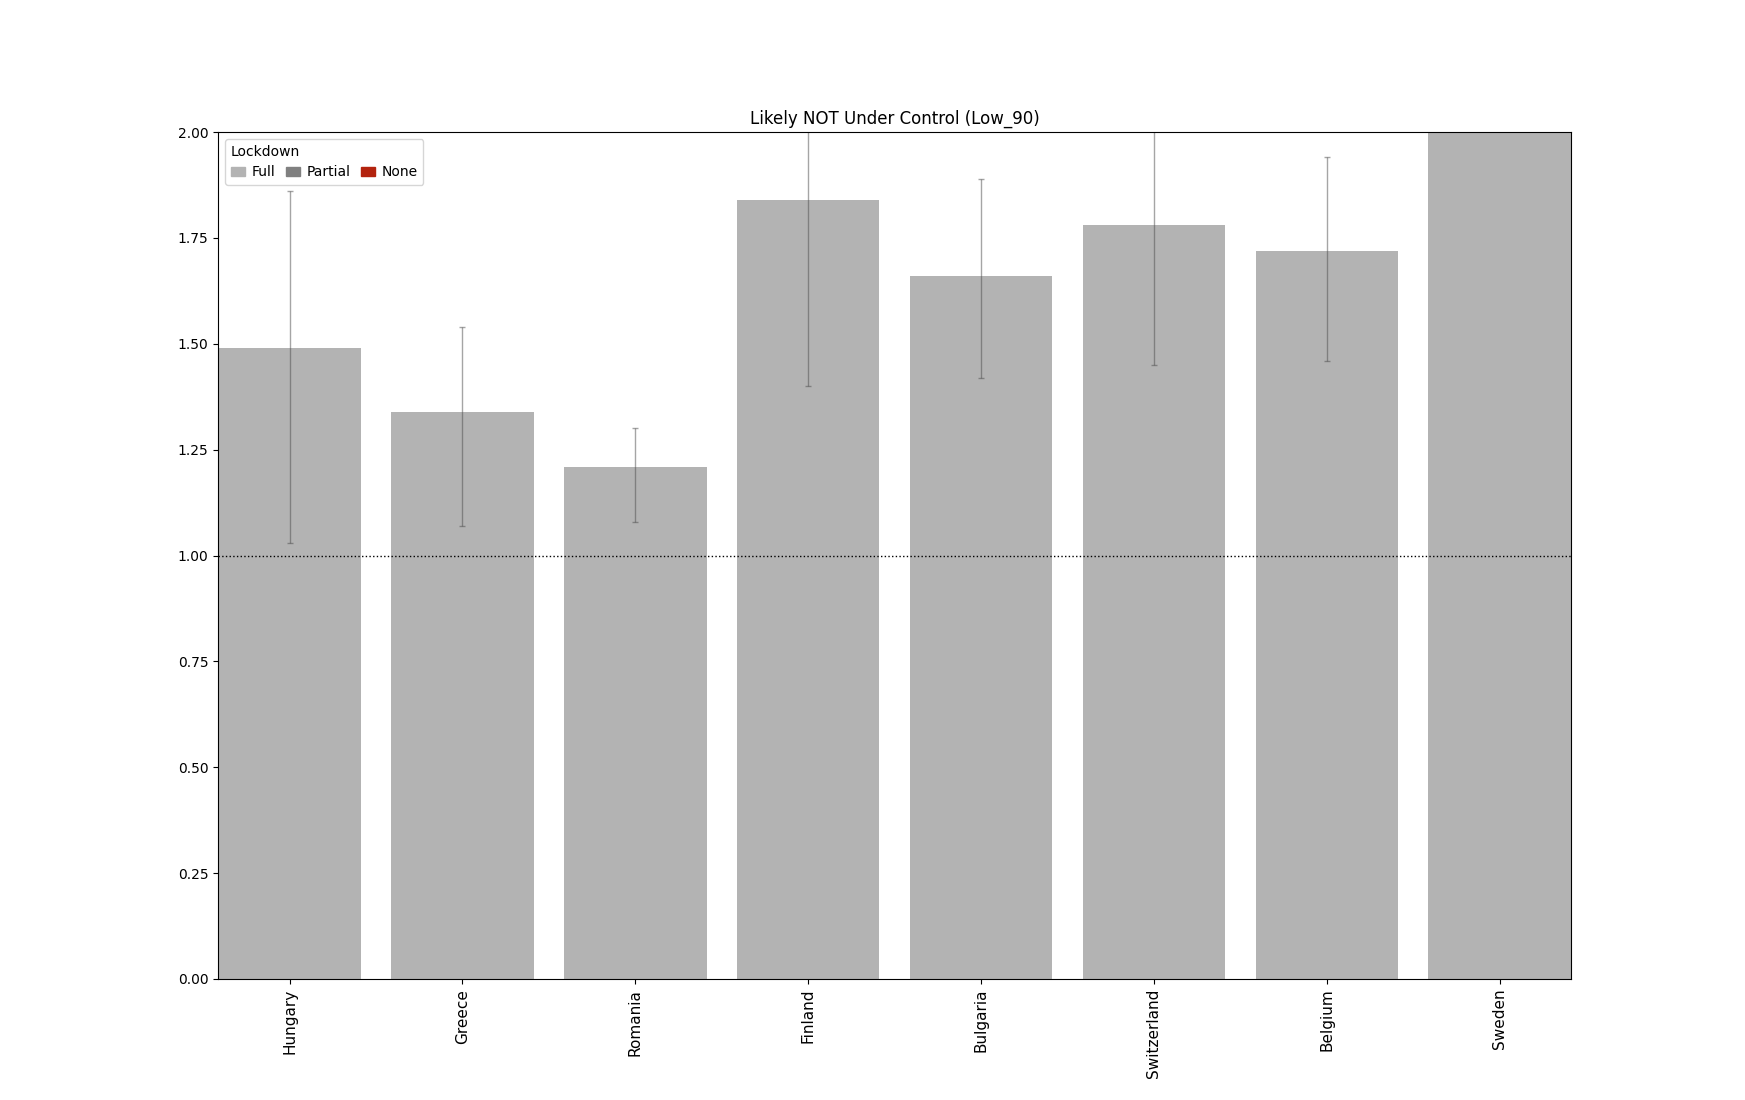 Likely NOT Under Control (Low_90)
2.00
Lockdown
Full Partial None
1.75
1.50
1.25
1.00
0.75
0.50
0.25
0.00
Hungary
Greece
Romania
Finland
Bulgaria
Switzerland
Belgium
Sweden